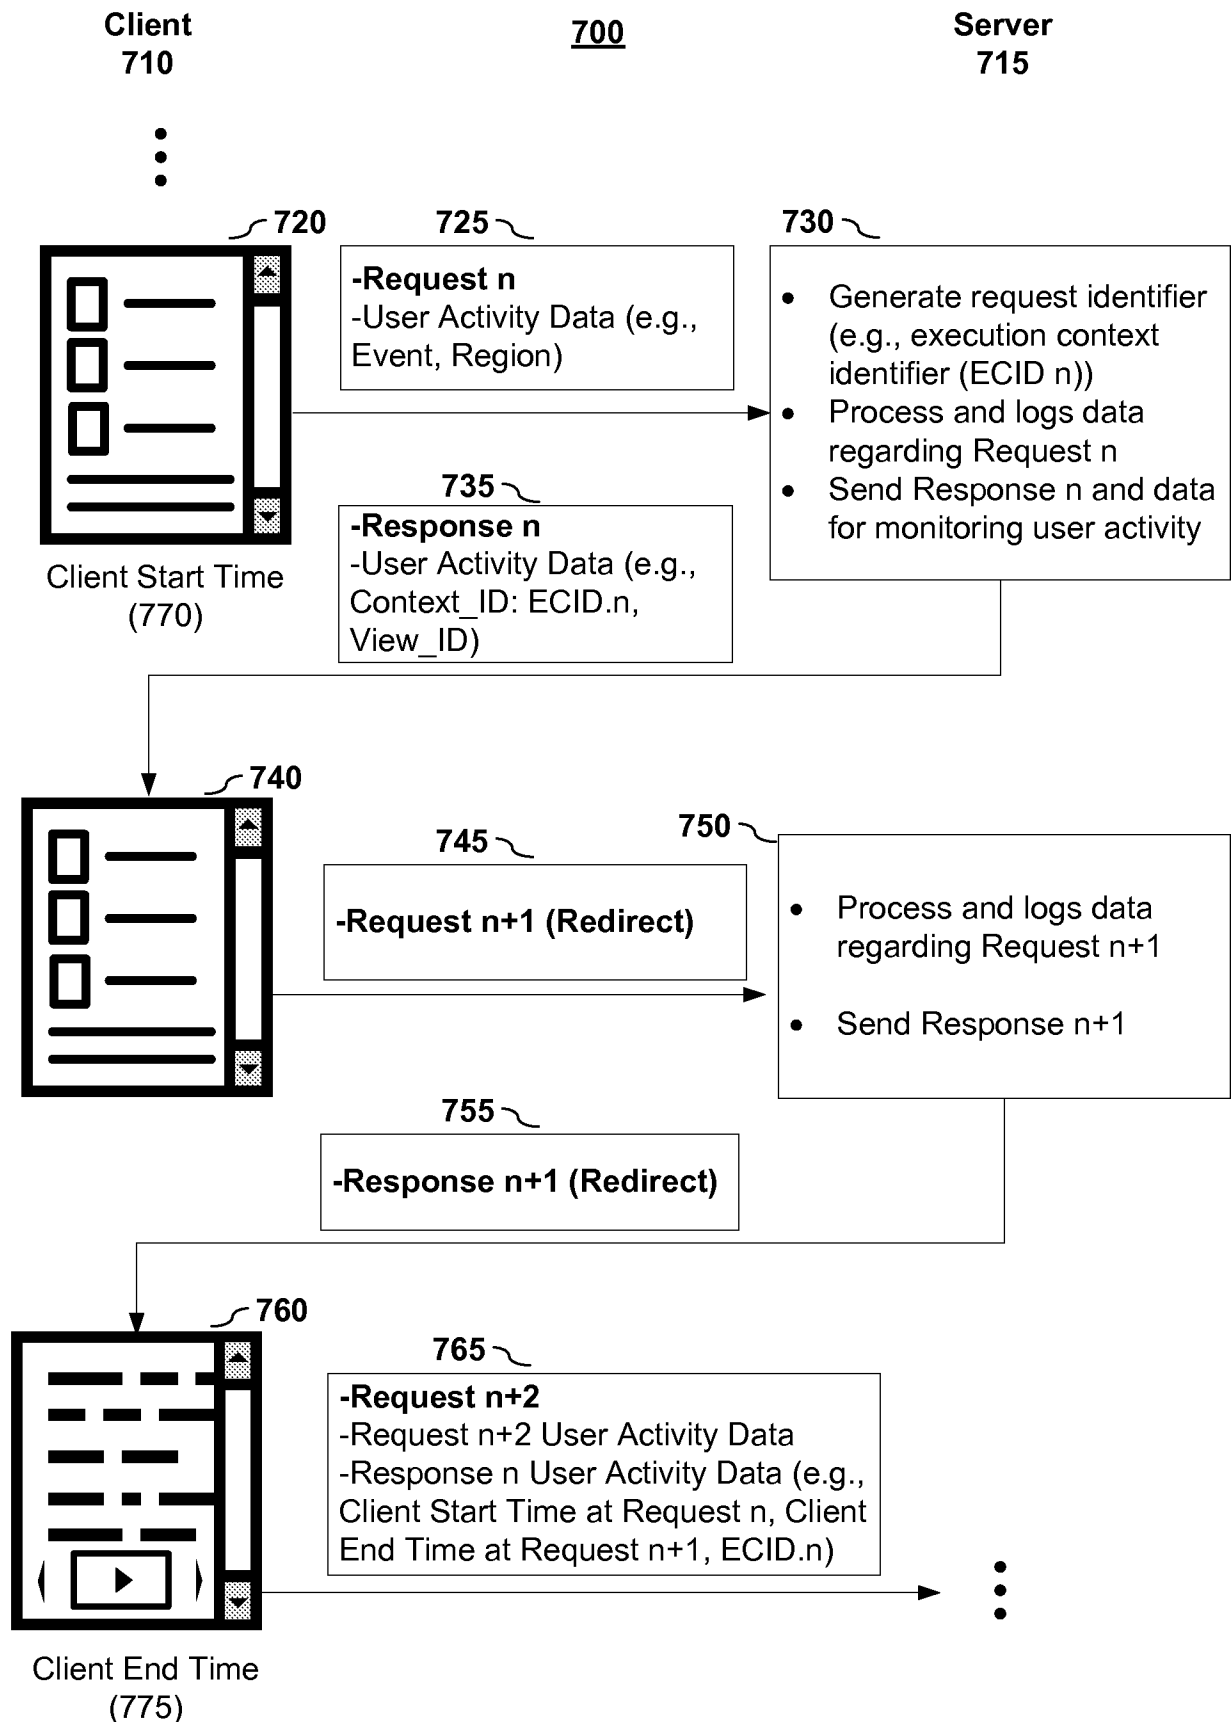 Client
710
700
Server
715
720
725
730
-Request n
-User Activity Data (e.g.,
Event, Region)
• Generate request identifier
(e.g., execution context
identifier (ECID n))
• Process and logs data
regarding Request n
• Send Response n and data
for monitoring user activity
735
-Response n
-User Activity Data (e.g.,
Context_ID: ECID.n,
View_ID)
Client Start Time
(770)
740
745
750
-Request n+1 (Redirect)
• Process and logs data
regarding Request n+1
• Send Response n+1
755
-Response n+1 (Redirect)
760
765
-Request n+2
-Request n+2 User Activity Data
-Response n User Activity Data (e.g.,
Client Start Time at Request n, Client
End Time at Request n+1, ECID.n)
Client End Time
(775)